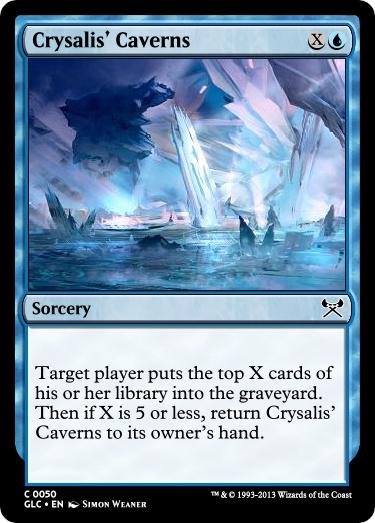 Crysalis' Caverns X
Sorcery
Target player puts the top X cards of
his or her library into the graveyard.
Then if X is 5 or less, return Crysalis'
Caverns to its owner's hand.
C 0050
GLC • EN SIMON WEANER
™ & © 1993-2013 Wizards of the Coast